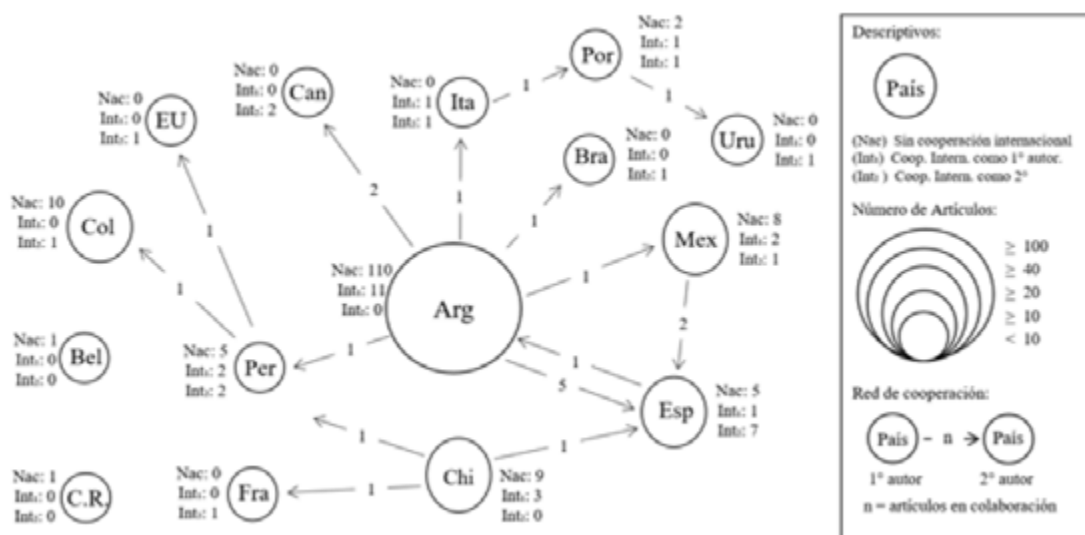 Nac: 0
Int₁: 0
Int₂: 1
EU
Nac: 0
Int₁: 0
Int₂: 2
Can
Nac: 0
Int₁: 1
Int₂: 1
Ita
1
Por
Nac: 2
Int₁: 1
Int₂: 1
1
Uru
Nac: 0
Int₁: 0
Int₂: 1
Bra
Nac: 0
Int₁: 0
Int₂: 1
2
1
1
Nac: 10
Int₁: 0
Int₂: 1
Col
1
1
Nac: 110
Int₁: 11
Int₂: 0
Arg
1
Mex
Nac: 8
Int₁: 2
Int₂: 1
2
Nac: 1
Int₁: 0
Int₂: 0
Bel
Nac: 5
Int₁: 2
Int₂: 2
Per
1
1
5
Esp
Nac: 5
Int₁: 1
Int₂: 7
1
1
Nac: 1
Int₁: 0
Int₂: 0
C.R.
Nac: 0
Int₁: 0
Int₂: 1
Fra
1
Chi
Nac: 9
Int₁: 3
Int₂: 0
Descriptivos:
País
(Nac) Sin cooperación internacional
(Int₁) Coop. Intern. como 1° autor.
(Int₂ ) Coop. Intern. como 2°
Número de Artículos:
≥ 100
≥ 40
≥ 20
≥ 10
< 10
Red de cooperación:
País – n → País
1° autor 2° autor
n = artículos en colaboración